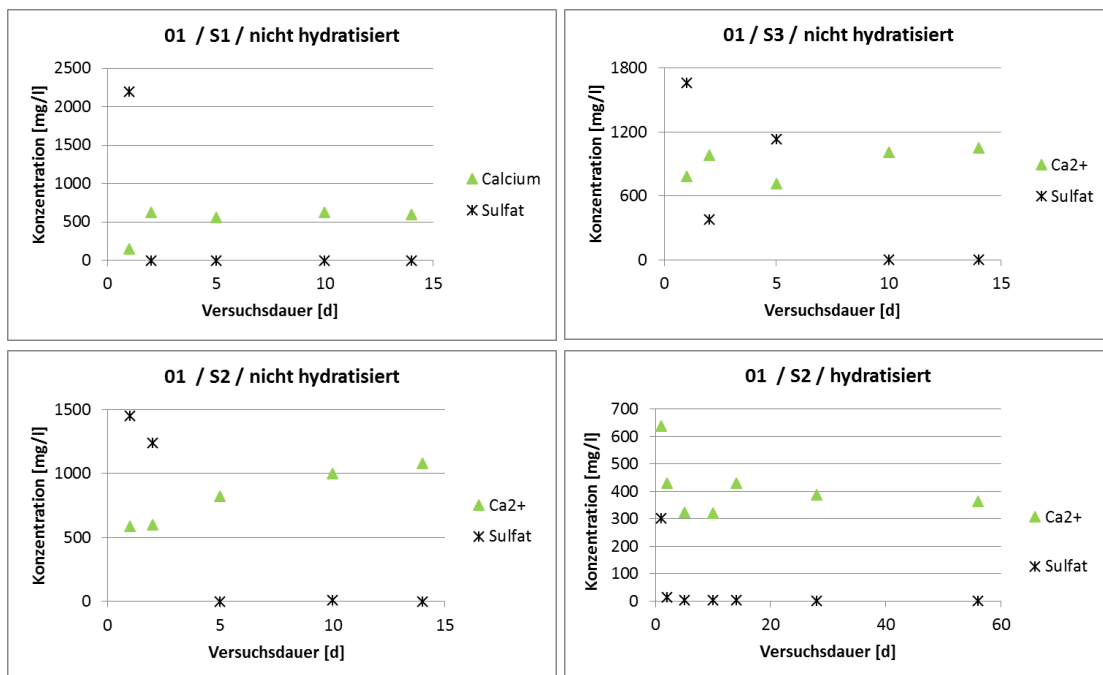 01 / S1 / nicht hydratisiert
Konzentration [mg/l]
2500
2000
1500
1000
500
0
0 5 10 15
Versuchsdauer [d]
Calcium
Sulfat
01 / S3 / nicht hydratisiert
Konzentration [mg/l]
1800
1200
600
0
0 5 10 15
Versuchsdauer [d]
Ca2+
Sulfat
01 / S2 / nicht hydratisiert
Konzentration [mg/l]
1500
1000
500
0
0 5 10 15
Versuchsdauer [d]
Ca2+
Sulfat
01 / S2 / hydratisiert
Konzentration [mg/l]
700
600
500
400
300
200
100
0
0 20 40 60
Versuchsdauer [d]
Ca2+
Sulfat